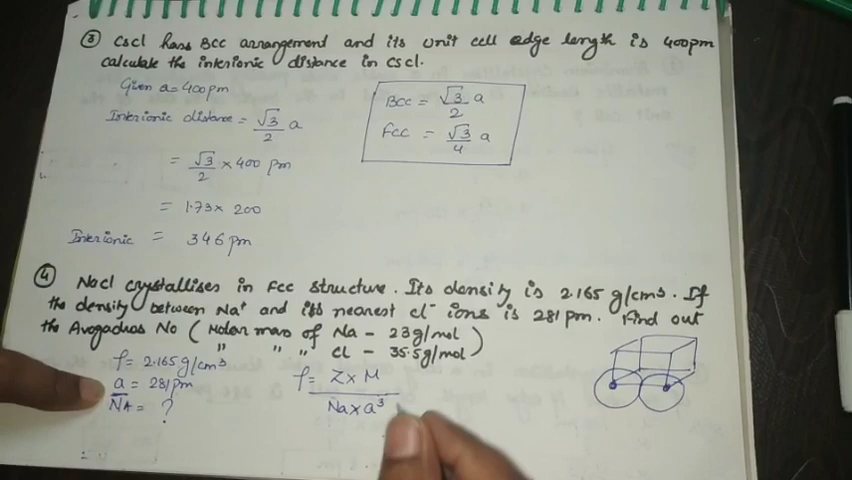 ③ CsCl has BCC arrangement and its unit cell edge length is 400pm
calculate the interionic distance in CsCl.
Given a = 400pm
Interionic distance = √3/2 a
= √3/2 × 400 pm
= 1.73 × 200
Interionic = 346 pm
BCC = √3/2 a
FCC = √3/4 a
④ NaCl crystallises in FCC structure. Its density is 2.165 g/cm³. If
the density between Na⁺ and its nearest Cl⁻ ions is 281 pm. Find out
the Avogadros No ( Molar mass of Na - 23g/mol )
" " " Cl - 35.5g/mol )
ρ = 2.165 g/cm³
a = 281 pm
NA = ?
ρ = Z × M / Na × a³